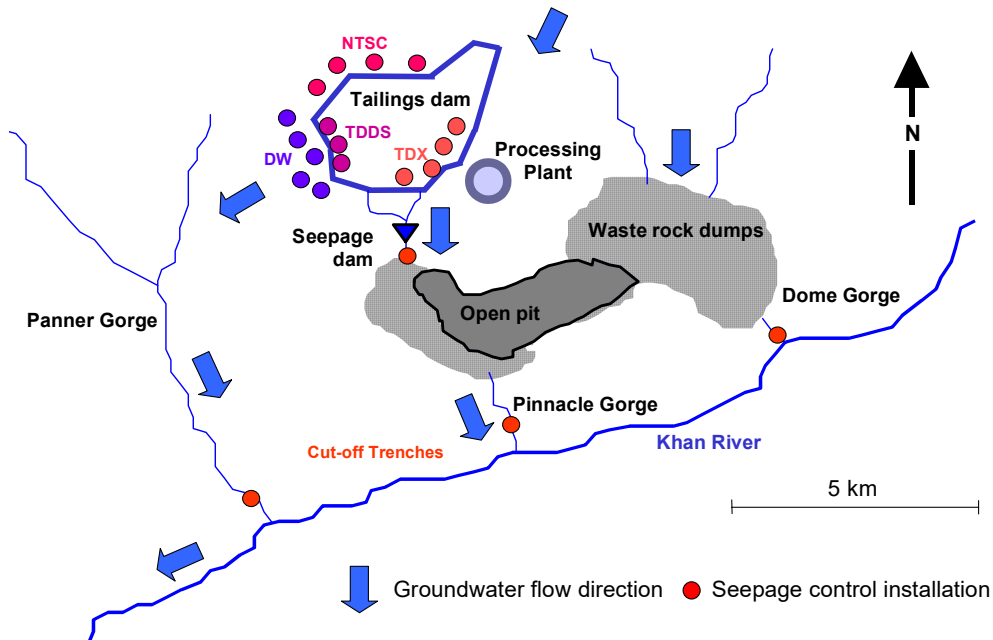 NTSC
Tailings dam
TDDS
DW
TDX
Processing
Plant
N
Seepage
dam
Waste rock dumps
Panner Gorge
Open pit
Dome Gorge
Pinnacle Gorge
Cut-off Trenches
Khan River
5 km
Groundwater flow direction
Seepage control installation